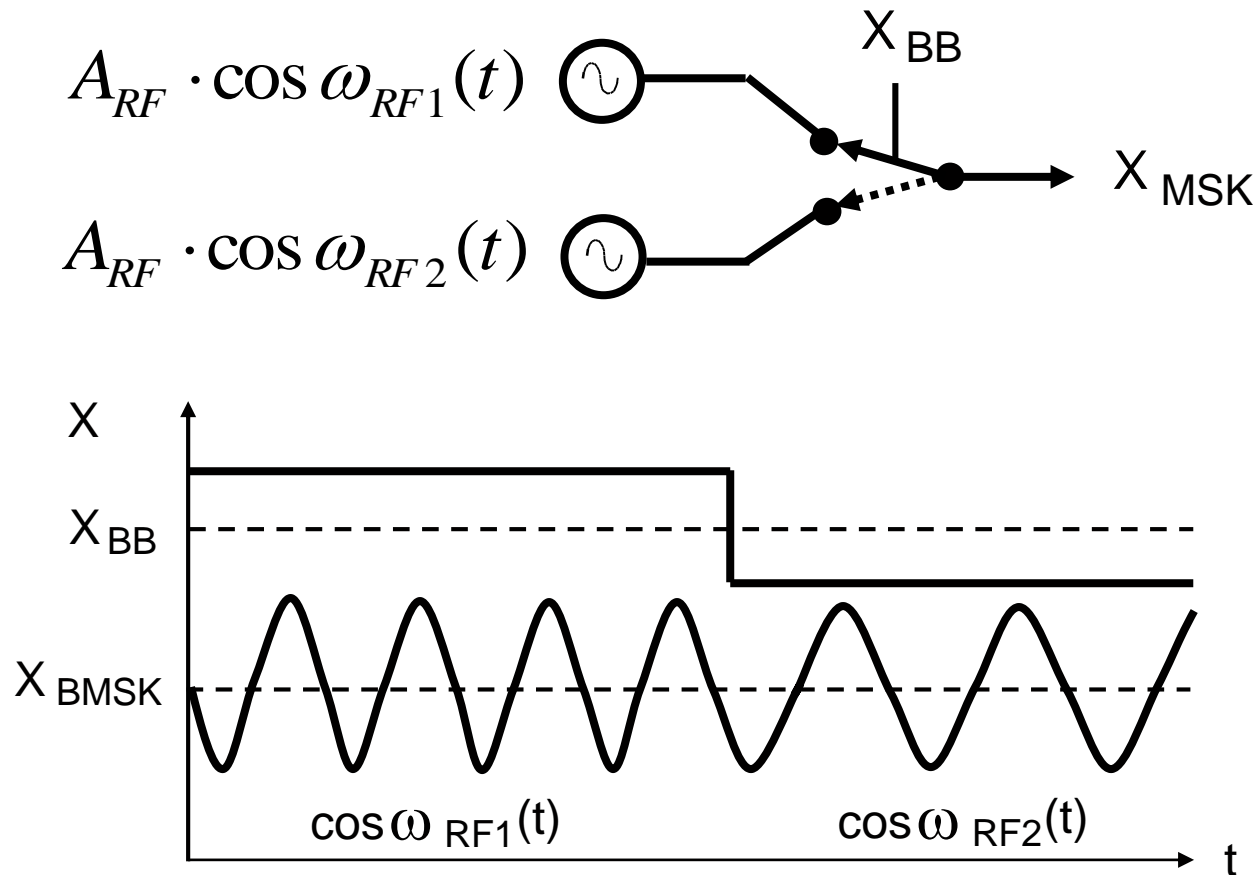 X BB
A_RF · cos ω_RF1(t)
X MSK
A_RF · cos ω_RF2(t)
X
X BB
X BMSK
cos ω RF1(t)
cos ω RF2(t)
t